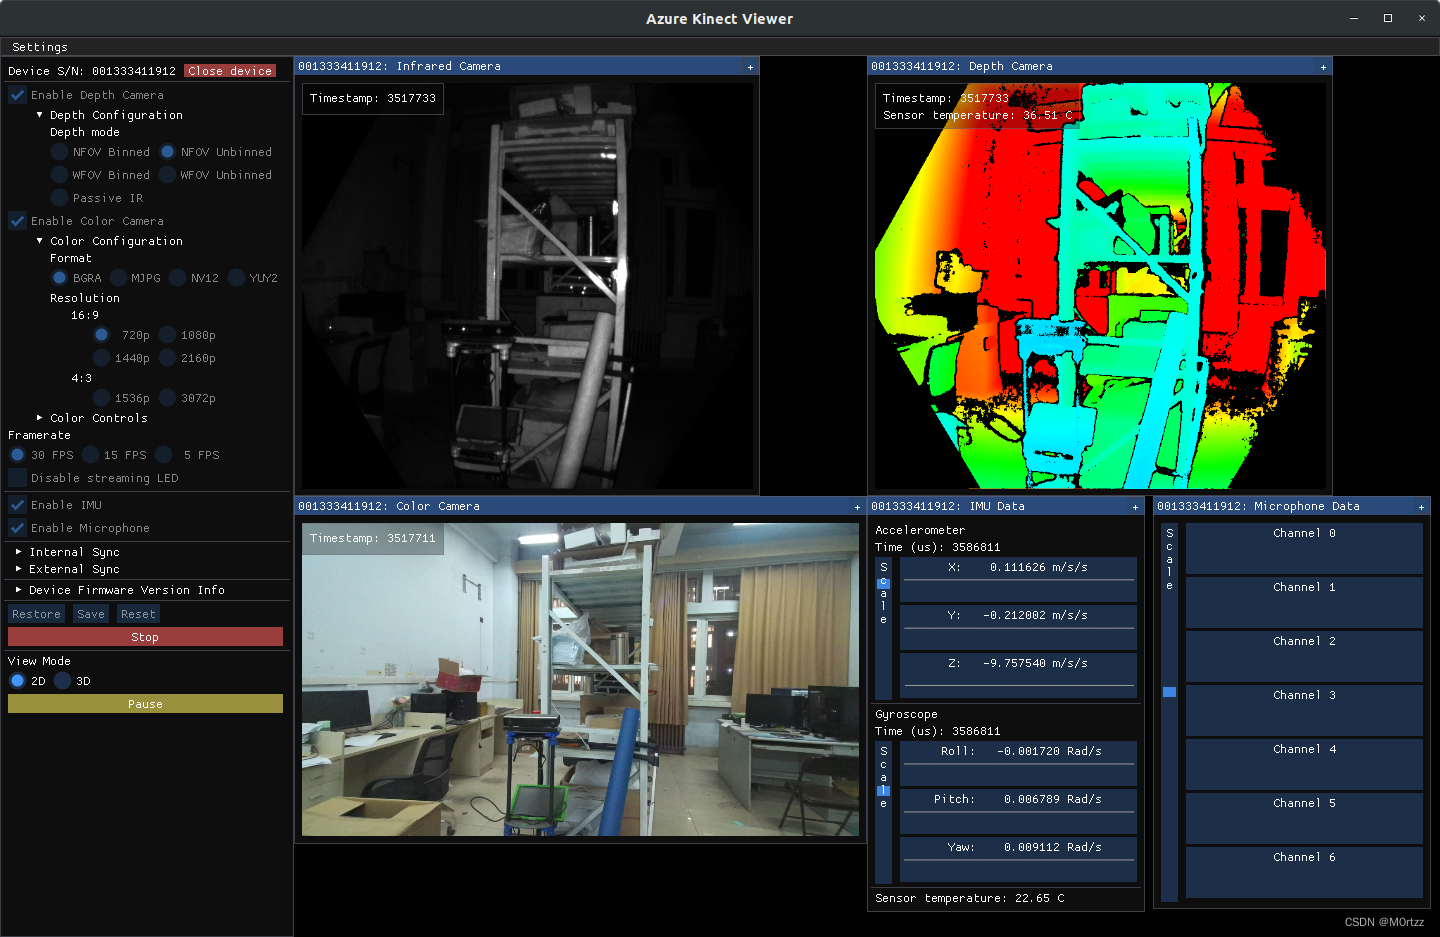 Azure Kinect Viewer
Settings
Device S/N: 001333411912 Close device
Enable Depth Camera
Depth Configuration
Depth mode
NFOV Binned NFOV Unbinned
WFOV Binned WFOV Unbinned
Passive IR
Enable Color Camera
Color Configuration
Format
BGRA MJPG NV12 YUY2
Resolution
16:9
720p 1080p
1440p 2160p
4:3
1536p 3072p
Color Controls
Framerate
30 FPS 15 FPS 5 FPS
Disable streaming LED
Enable IMU
Enable Microphone
Internal Sync
External Sync
Device Firmware Version Info
Restore Save Reset
Stop
View Mode
2D 3D
Pause
001333411912: Infrared Camera +
Timestamp: 3517733
001333411912: Depth Camera +
Timestamp: 3517733
Sensor temperature: 36.51 C
001333411912: Color Camera +
Timestamp: 3517711
001333411912: IMU Data +
Accelerometer
Time (us): 3586811
Scale
X: 0.111626 m/s/s
Y: -0.212002 m/s/s
Z: -9.757540 m/s/s
Gyroscope
Time (us): 3586811
Scale
Roll: -0.001720 Rad/s
Pitch: 0.006789 Rad/s
Yaw: 0.009112 Rad/s
Sensor temperature: 22.65 C
001333411912: Microphone Data +
Scale
Channel 0
Channel 1
Channel 2
Channel 3
Channel 4
Channel 5
Channel 6
CSDN @M0rtzz